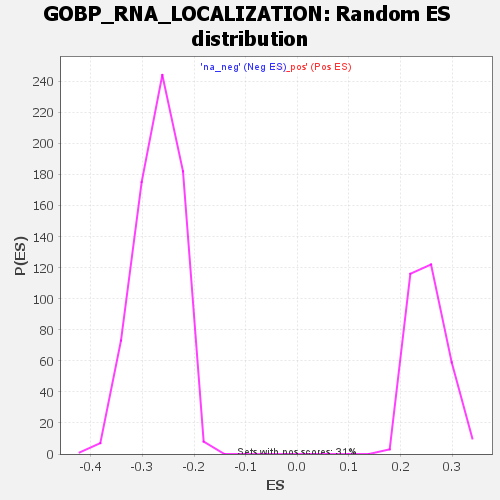 GOBP_RNA_LOCALIZATION: Random ES
distribution
'na_neg' (Neg ES)_pos' (Pos ES)
240
220
200
180
160
140
120
100
80
60
40
20
0
P(ES)
Sets with pos scores: 31%
-0.4 -0.3 -0.2 -0.1 0.0 0.1 0.2 0.3
ES